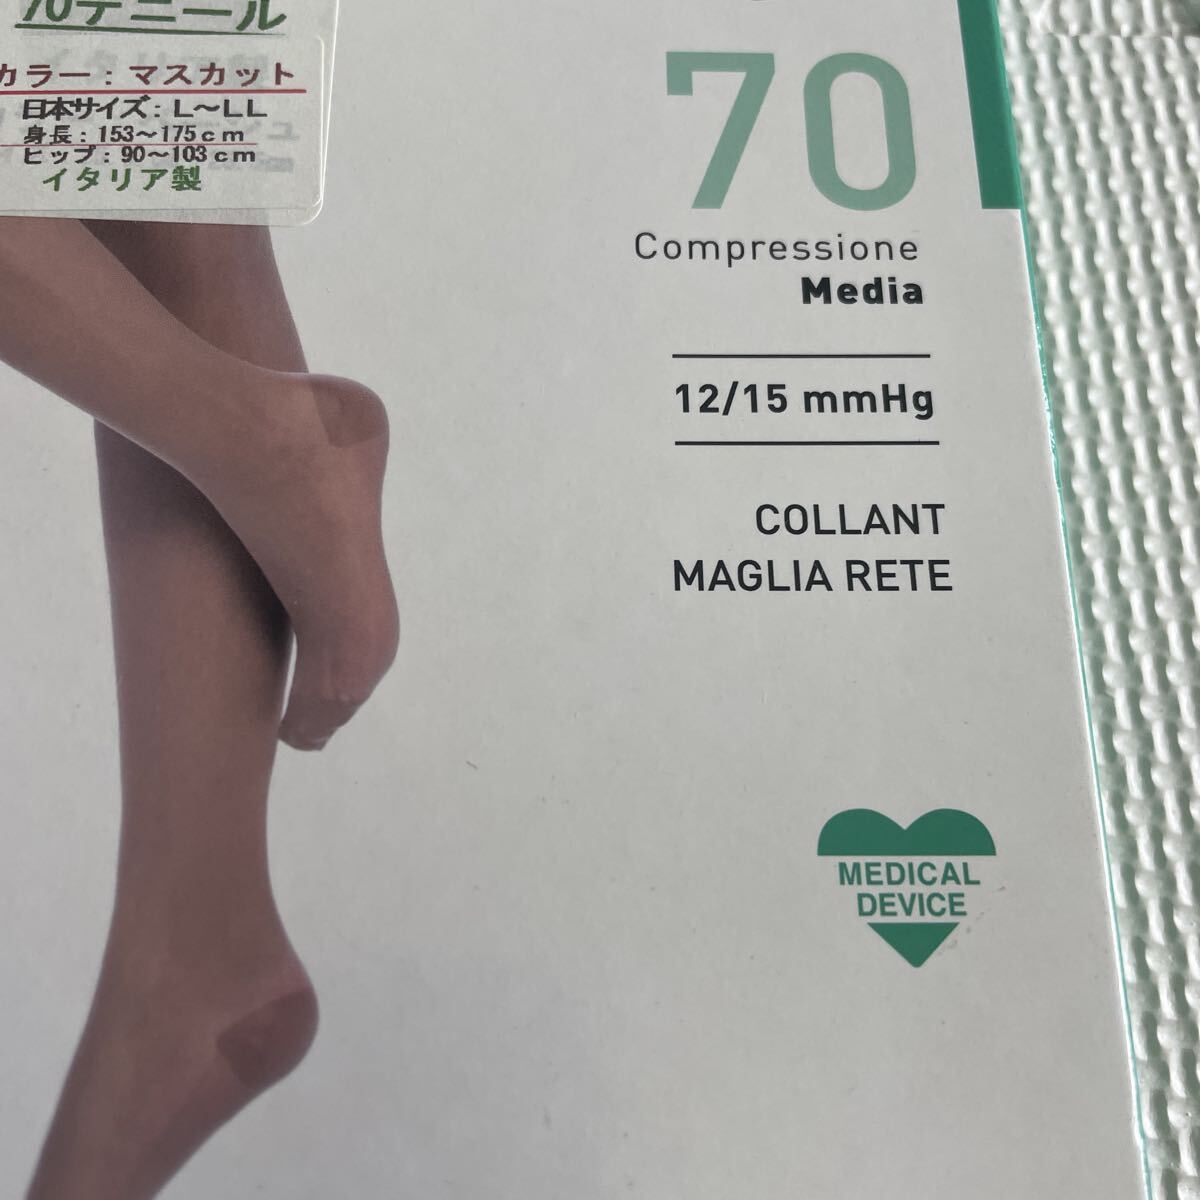 70デニール
カラー：マスカット
日本サイズ：L～LL
身長：153～175cm
ヒップ：90～103cm
イタリア製
70
Compressione
Media
12/15 mmHg
COLLANT
MAGLIA RETE
MEDICAL
DEVICE